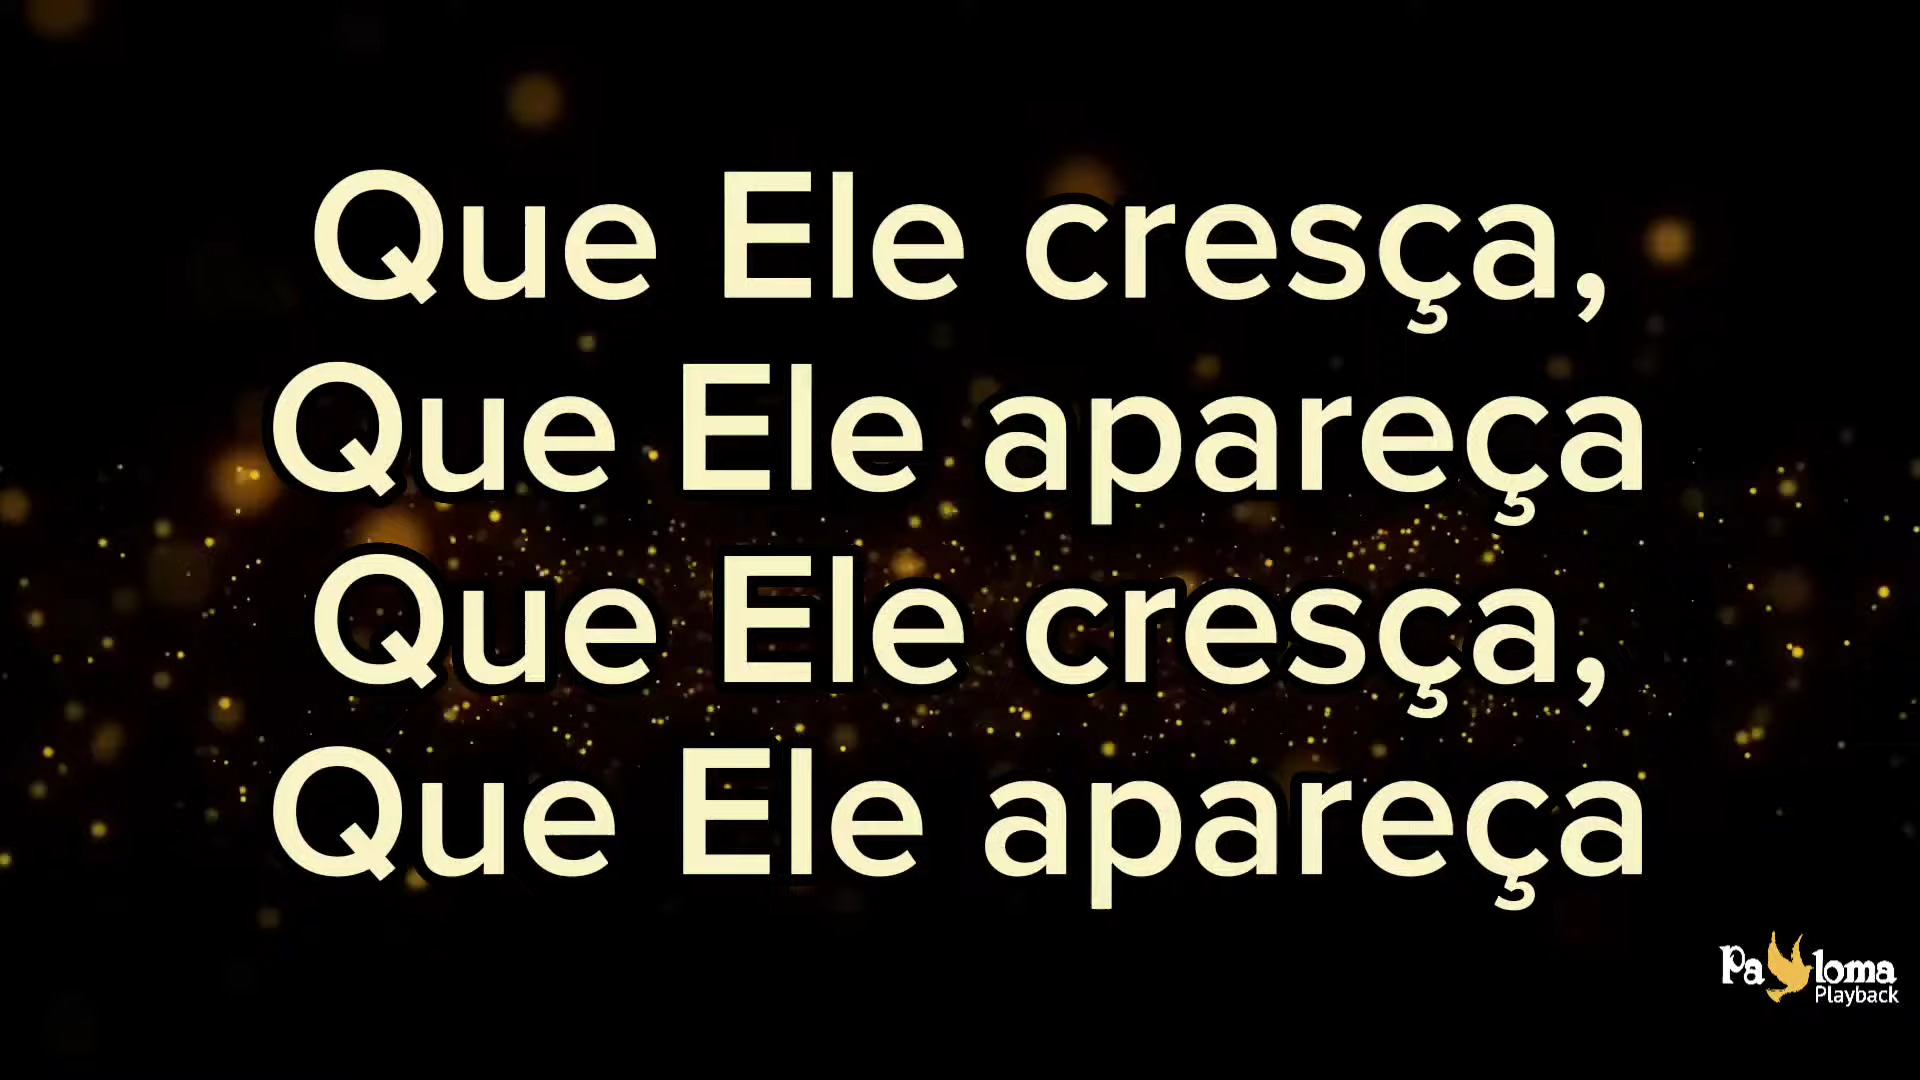 Que Ele cresça,
Que Ele apareça
Que Ele cresça,
Que Ele apareça
Paloma
Playback